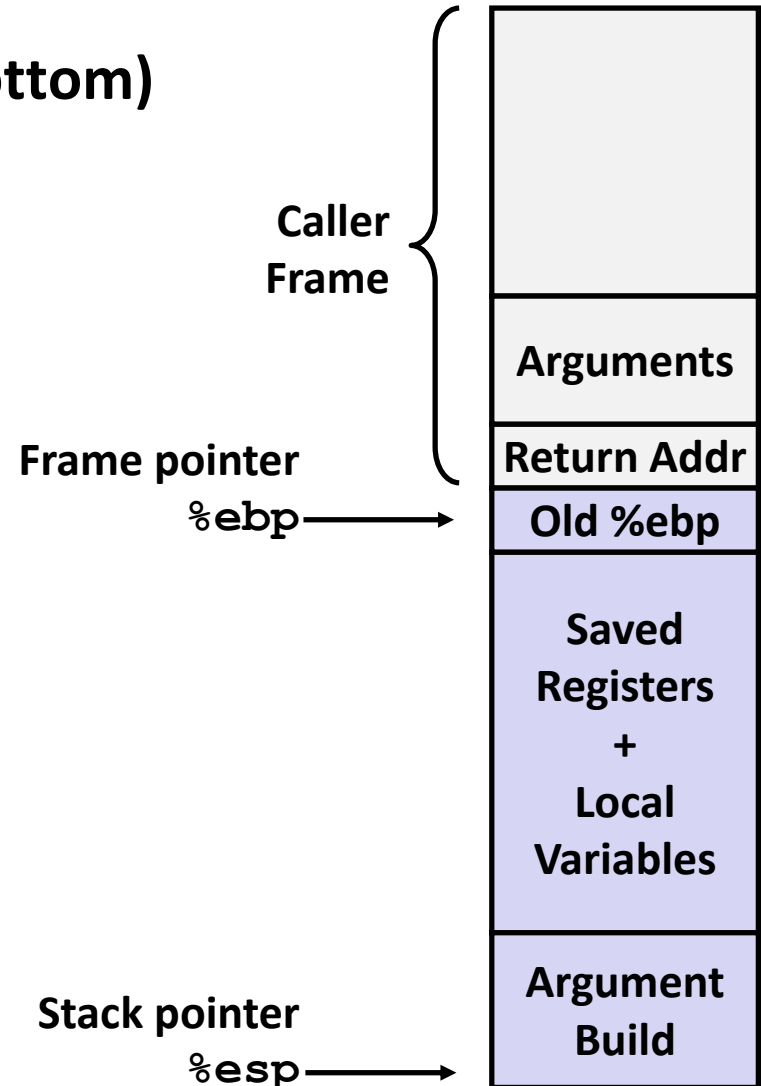 ottom)
Caller
Frame
Arguments
Return Addr
Frame pointer
%ebp
Old %ebp
Saved
Registers
+
Local
Variables
Argument
Build
Stack pointer
%esp